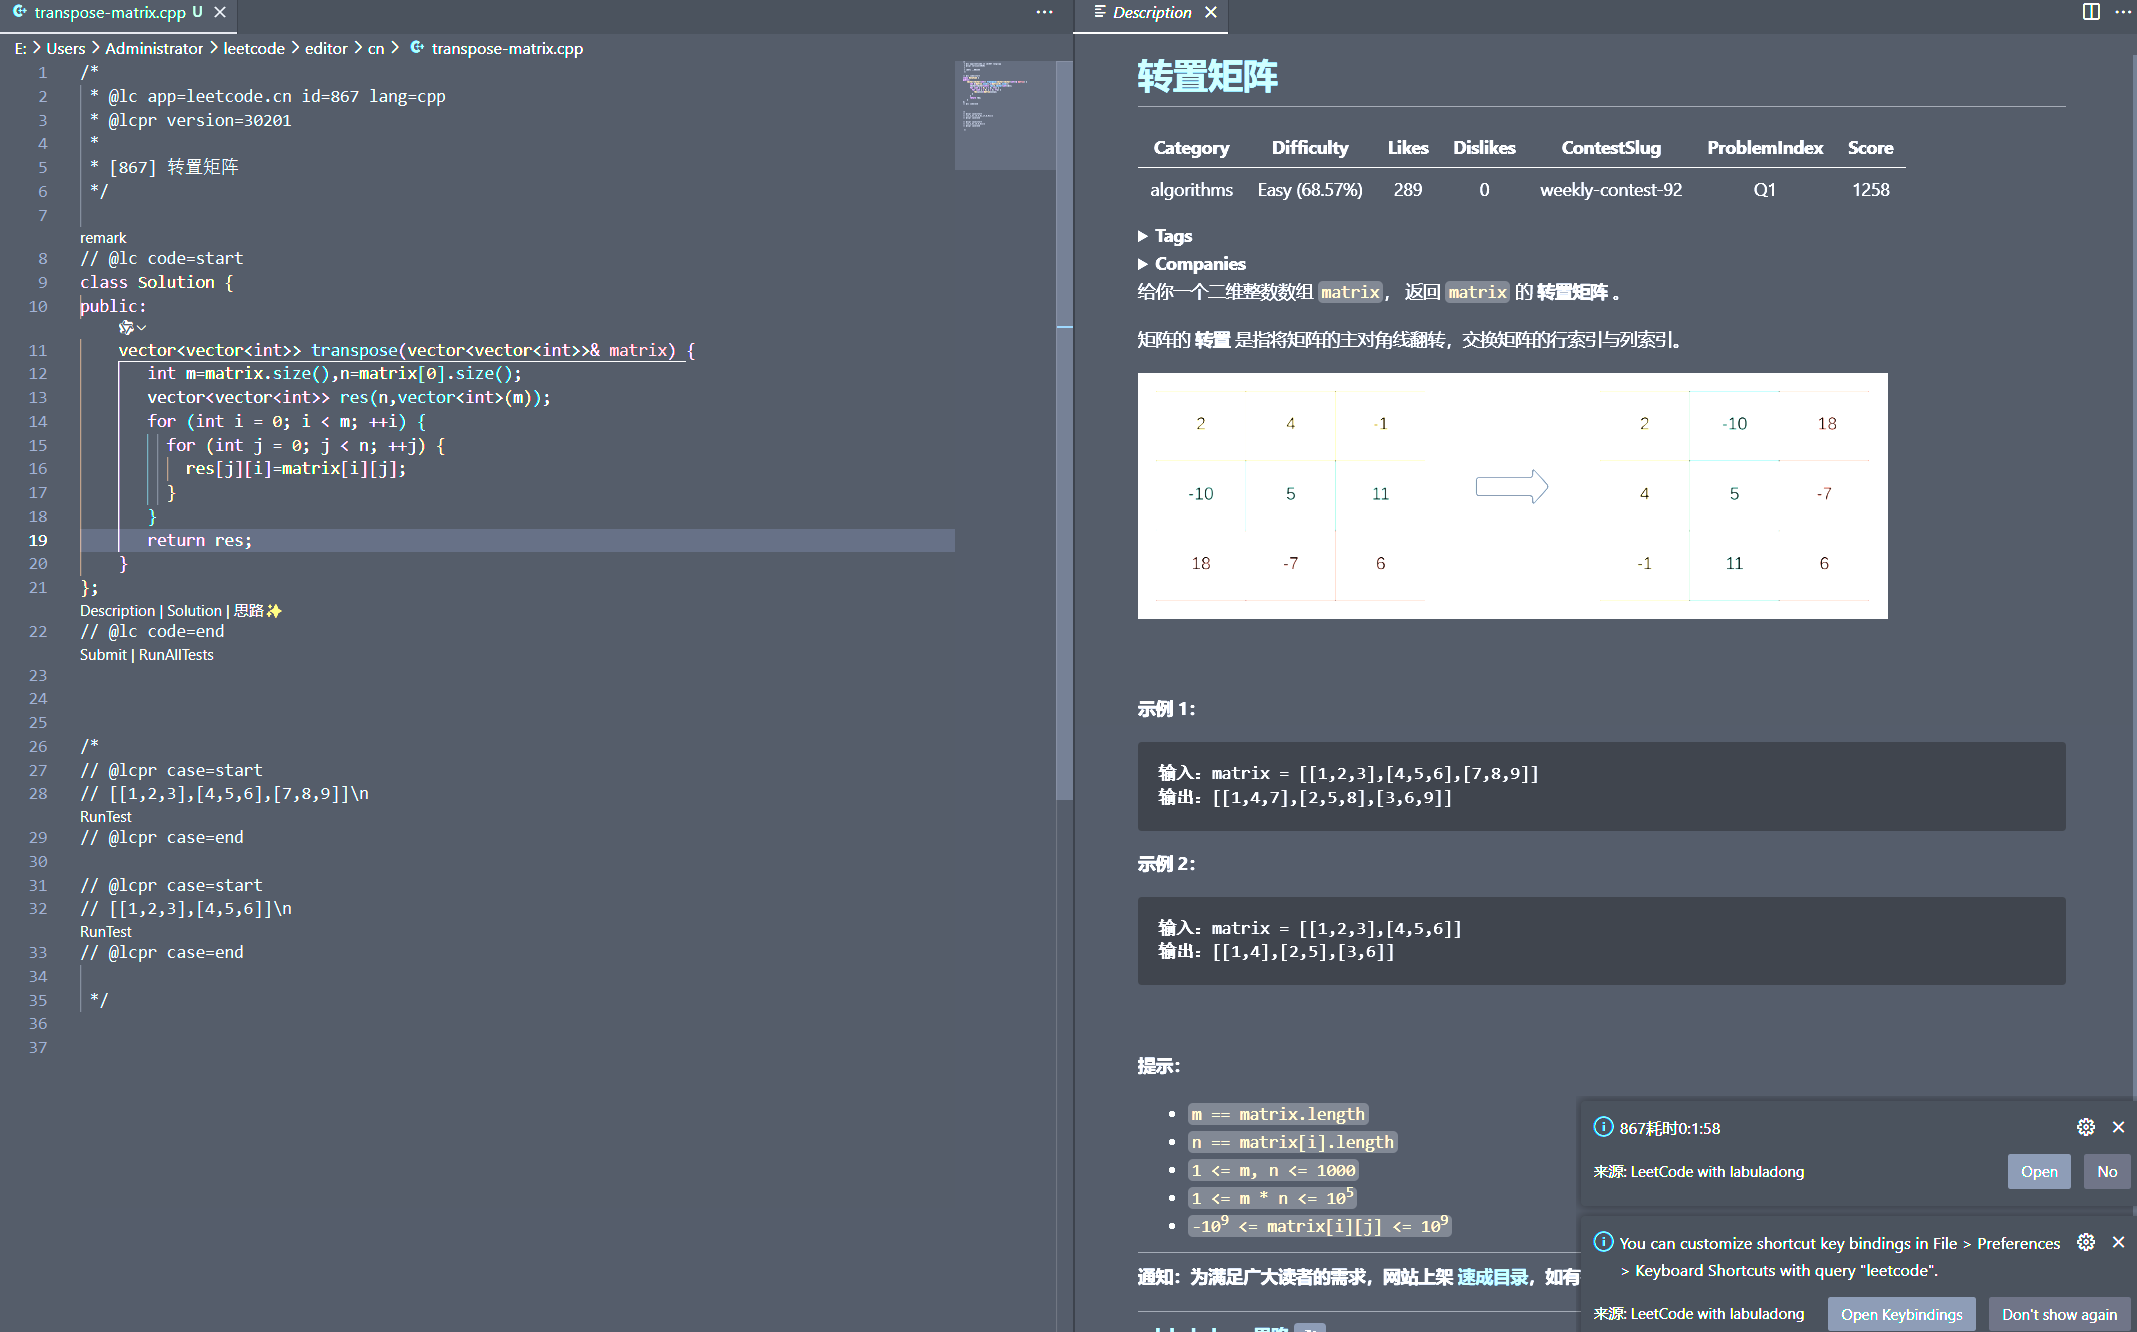 transpose-matrix.cpp U
E: > Users > Administrator > leetcode > editor > cn > transpose-matrix.cpp
1 /*
2 * @lc app=leetcode.cn id=867 lang=cpp
3 * @lcpr version=30201
4 *
5 * [867] 转置矩阵
6 */
7
remark
8 // @lc code=start
9 class Solution {
10 public:
11 vector<vector<int>> transpose(vector<vector<int>>& matrix) {
12 int m=matrix.size(),n=matrix[0].size();
13 vector<vector<int>> res(n,vector<int>(m));
14 for (int i = 0; i < m; ++i) {
15 for (int j = 0; j < n; ++j) {
16 res[j][i]=matrix[i][j];
17 }
18 }
19 return res;
20 }
21 };
Description | Solution | 思路✨
22 // @lc code=end
Submit | RunAllTests
23
24
25
26 /*
27 // @lcpr case=start
28 // [[1,2,3],[4,5,6],[7,8,9]]\n
RunTest
29 // @lcpr case=end
30
31 // @lcpr case=start
32 // [[1,2,3],[4,5,6]]\n
RunTest
33 // @lcpr case=end
34
35 */
36
37
Description
转置矩阵
Category Difficulty Likes Dislikes ContestSlug ProblemIndex Score
algorithms Easy (68.57%) 289 0 weekly-contest-92 Q1 1258
Tags
Companies
给你一个二维整数数组 matrix， 返回 matrix 的 转置矩阵 。
矩阵的 转置 是指将矩阵的主对角线翻转，交换矩阵的行索引与列索引。
2 4 -1 2 -10 18
-10 5 11 4 5 -7
18 -7 6 -1 11 6
示例 1：
输入：matrix = [[1,2,3],[4,5,6],[7,8,9]]
输出：[[1,4,7],[2,5,8],[3,6,9]]
示例 2：
输入：matrix = [[1,2,3],[4,5,6]]
输出：[[1,4],[2,5],[3,6]]
提示：
• m == matrix.length
• n == matrix[i].length
• 1 <= m, n <= 1000
• 1 <= m * n <= 10⁵
• -10⁹ <= matrix[i][j] <= 10⁹
通知：为满足广大读者的需求，网站上架 速成目录，如有
867耗时0:1:58
来源: LeetCode with labuladong
Open
No
You can customize shortcut key bindings in File > Preferences
> Keyboard Shortcuts with query "leetcode".
来源: LeetCode with labuladong
Open Keybindings
Don't show again